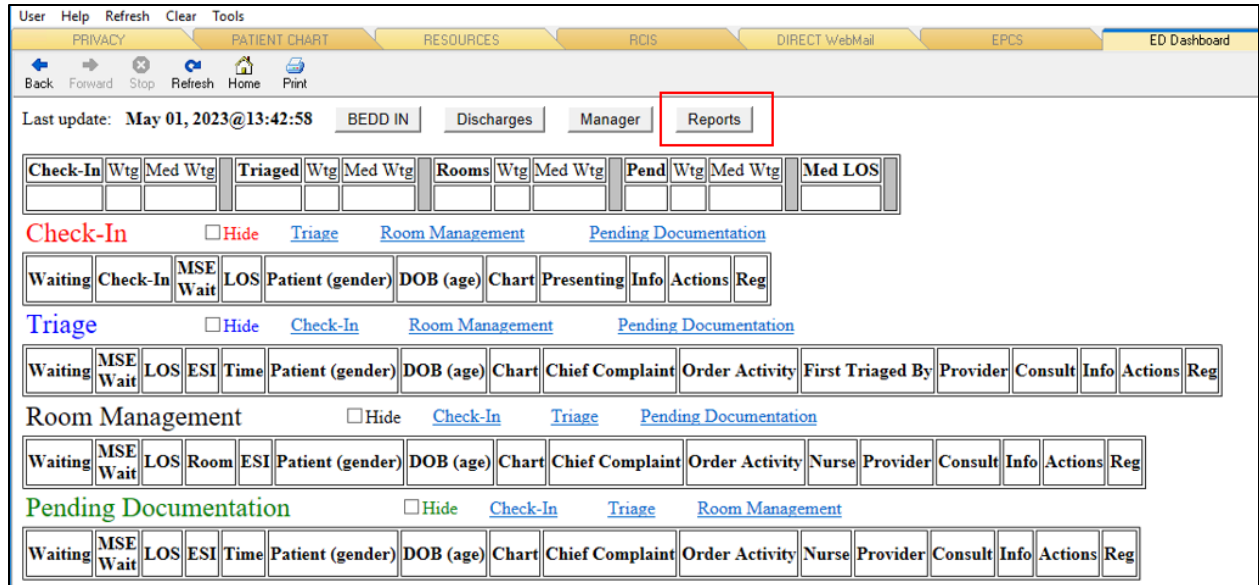 User Help Refresh Clear Tools
PRIVACY PATIENT CHART RESOURCES RCIS DIRECT WebMail EPCS ED Dashboard
Back Forward Stop Refresh Home Print
Last update: May 01, 2023@13:42:58 BEDD IN Discharges Manager Reports
Check-In Wtg Med Wtg Triaged Wtg Med Wtg Rooms Wtg Med Wtg Pend Wtg Med Wtg Med LOS
Check-In Hide Triage Room Management Pending Documentation
Waiting Check-In MSE Wait LOS Patient (gender) DOB (age) Chart Presenting Info Actions Reg
Triage Hide Check-In Room Management Pending Documentation
Waiting MSE Wait LOS ESI Time Patient (gender) DOB (age) Chart Chief Complaint Order Activity First Triaged By Provider Consult Info Actions Reg
Room Management Hide Check-In Triage Pending Documentation
Waiting MSE Wait LOS Room ESI Patient (gender) DOB (age) Chart Chief Complaint Order Activity Nurse Provider Consult Info Actions Reg
Pending Documentation Hide Check-In Triage Room Management
Waiting MSE Wait LOS ESI Time Patient (gender) DOB (age) Chart Chief Complaint Order Activity Nurse Provider Consult Info Actions Reg